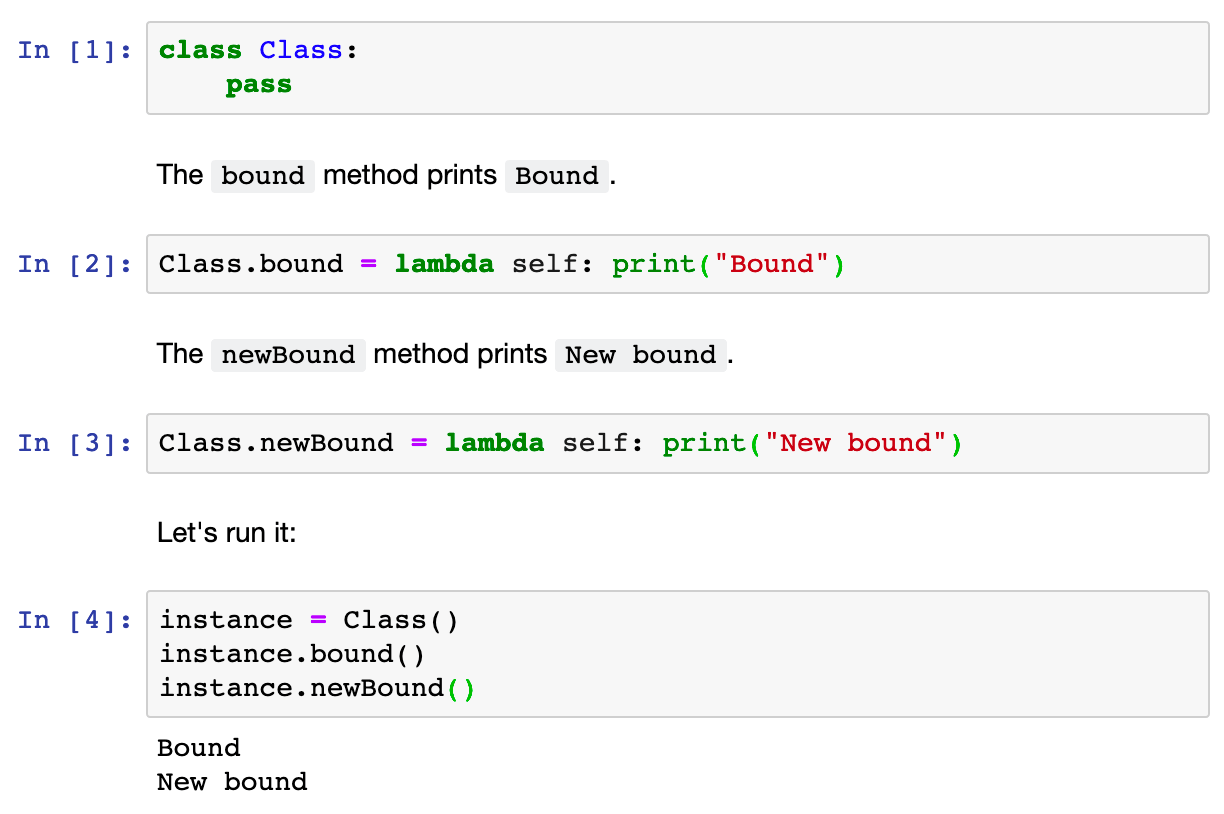 In [1]: class Class:
    pass
The bound method prints Bound.
In [2]: Class.bound = lambda self: print("Bound")
The newBound method prints New bound.
In [3]: Class.newBound = lambda self: print("New bound")
Let's run it:
In [4]: instance = Class()
instance.bound()
instance.newBound()
Bound
New bound